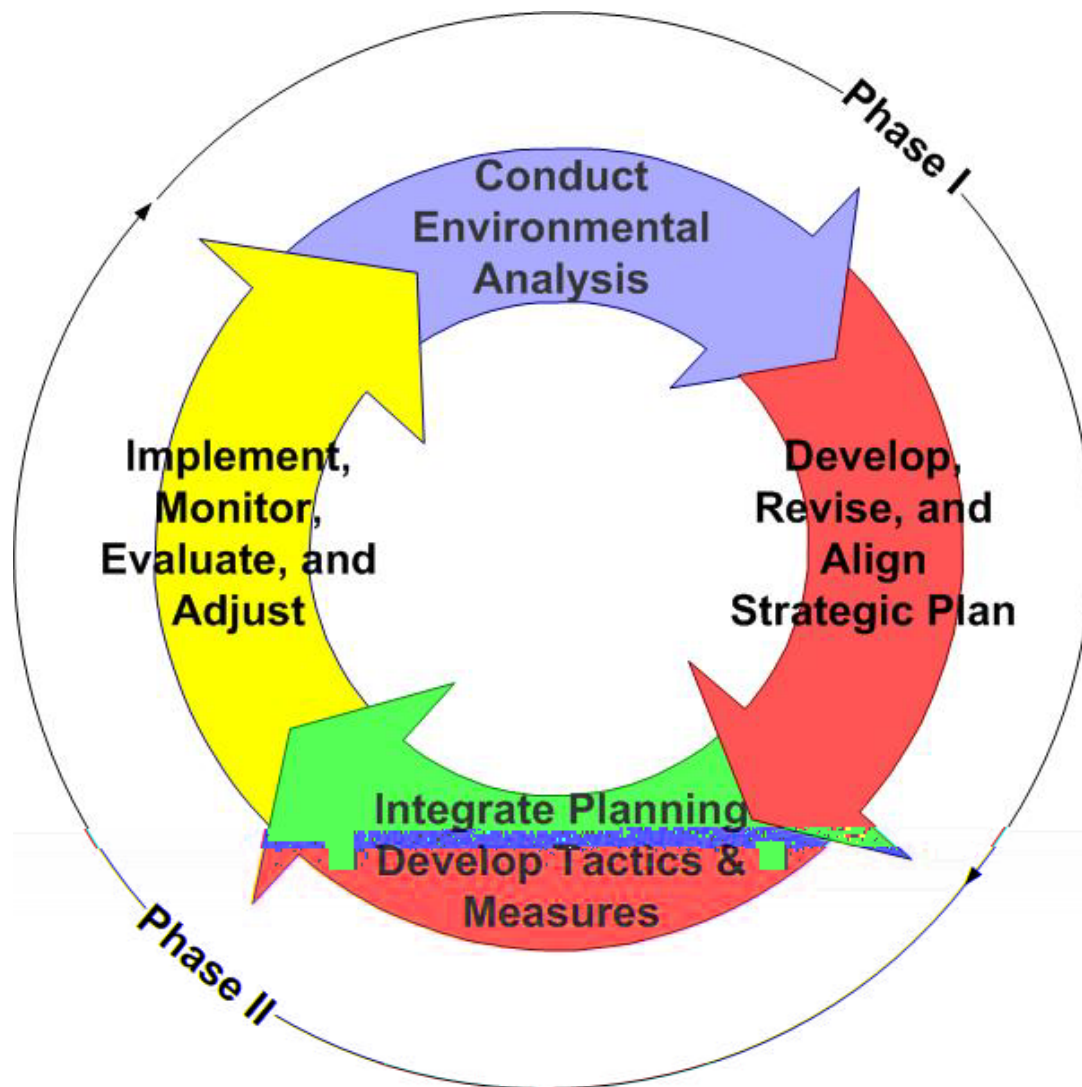 Phase I
Conduct
Environmental
Analysis
Implement,
Monitor,
Evaluate, and
Adjust
Develop,
Revise, and
Align
Strategic Plan
Integrate Planning
Develop Tactics &
Measures
Phase II